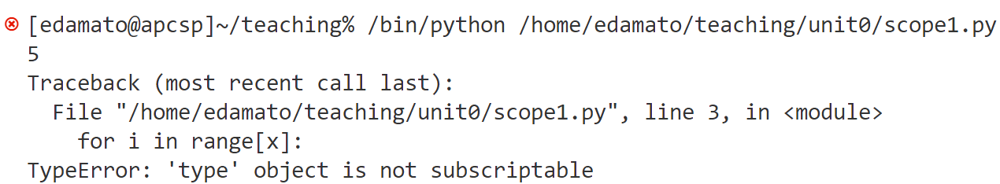 [edamato@apcsp]~/teaching% /bin/python /home/edamato/teaching/unit0/scope1.py
5
Traceback (most recent call last):
  File "/home/edamato/teaching/unit0/scope1.py", line 3, in <module>
    for i in range[x]:
TypeError: 'type' object is not subscriptable